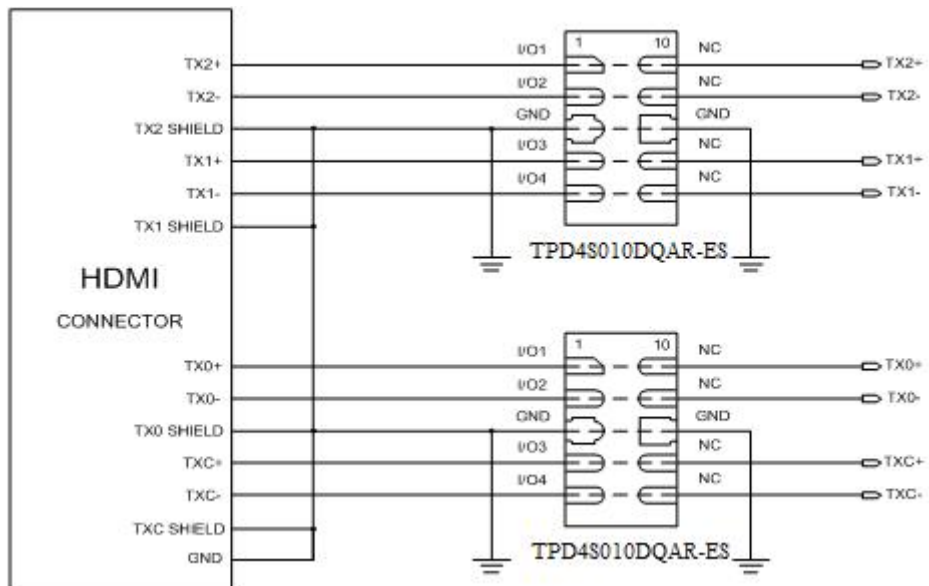 I/O1 1 10 NC
TX2+ TX2+
I/O2 NC
TX2- TX2-
GND GND
TX2 SHIELD
I/O3 NC
TX1+ TX1+
I/O4 NC
TX1- TX1-
TX1 SHIELD
TPD4S010DQAR-ES
HDMI
CONNECTOR
I/O1 1 10 NC
TX0+ TX0+
I/O2 NC
TX0- TX0-
GND GND
TX0 SHIELD
I/O3 NC
TXC+ TXC+
I/O4 NC
TXC- TXC-
TXC SHIELD
GND
TPD4S010DQAR-ES